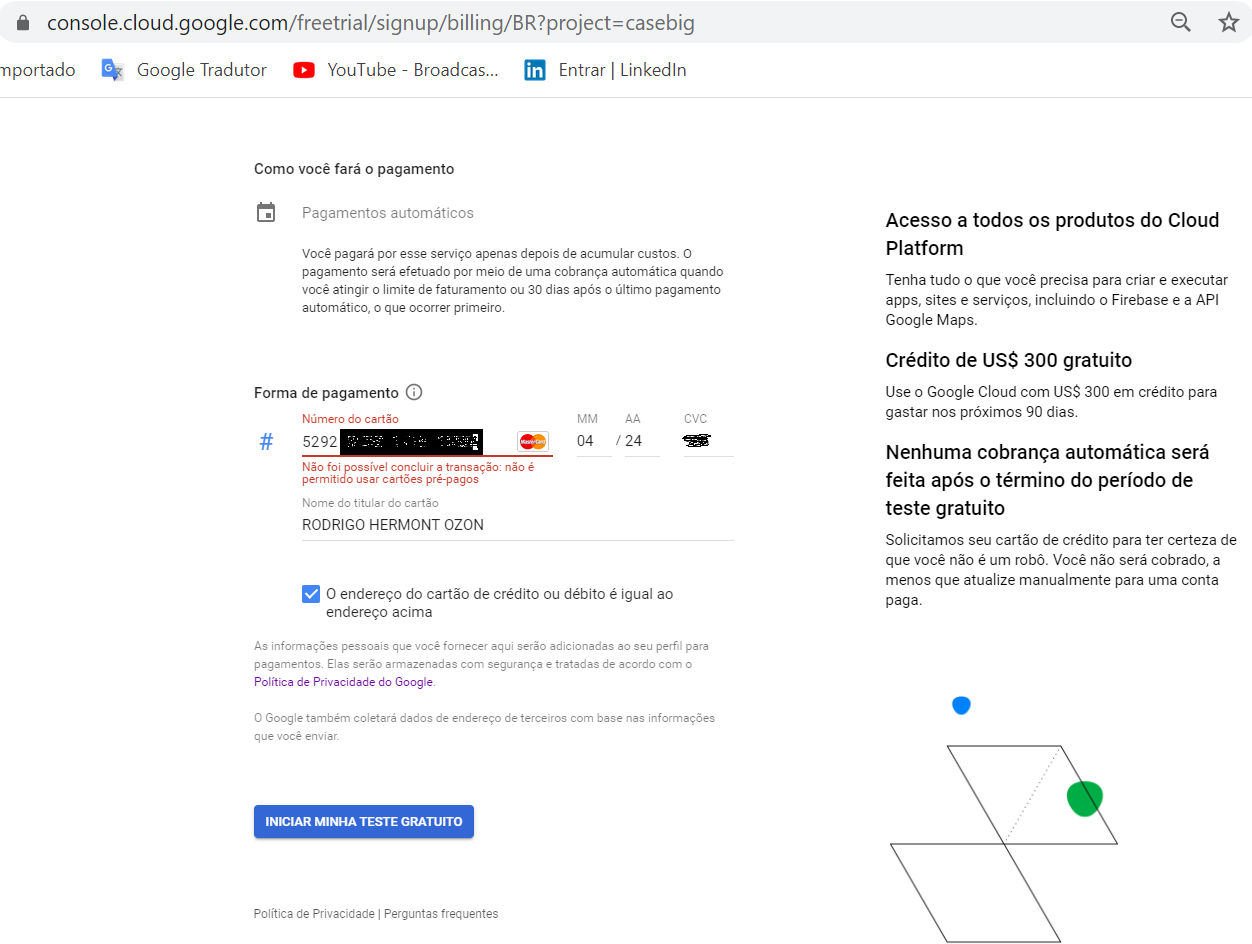 console.cloud.google.com/freetrial/signup/billing/BR?project=casebig
mportado
Google Tradutor
YouTube - Broadcas...
in
Entrar | LinkedIn
Como você fará o pagamento
Pagamentos automáticos
Você pagará por esse serviço apenas depois de acumular custos. O
pagamento será efetuado por meio de uma cobrança automática quando
você atingir o limite de faturamento ou 30 dias após o último pagamento
automático, o que ocorrer primeiro.
Forma de pagamento
Número do cartão
MM
AA
CVC
#
5292
MasterCard
04
/ 24
Não foi possível concluir a transação: não é
permitido usar cartões pré-pagos
Nome do titular do cartão
RODRIGO HERMONT OZON
O endereço do cartão de crédito ou débito é igual ao
endereço acima
As informações pessoais que você fornecer aqui serão adicionadas ao seu perfil para
pagamentos. Elas serão armazenadas com segurança e tratadas de acordo com o
Política de Privacidade do Google.
O Google também coletará dados de endereço de terceiros com base nas informações
que você enviar.
INICIAR MINHA TESTE GRATUITO
Política de Privacidade | Perguntas frequentes
Acesso a todos os produtos do Cloud
Platform
Tenha tudo o que você precisa para criar e executar
apps, sites e serviços, incluindo o Firebase e a API
Google Maps.
Crédito de US$ 300 gratuito
Use o Google Cloud com US$ 300 em crédito para
gastar nos próximos 90 dias.
Nenhuma cobrança automática será
feita após o término do período de
teste gratuito
Solicitamos seu cartão de crédito para ter certeza de
que você não é um robô. Você não será cobrado, a
menos que atualize manualmente para uma conta
paga.